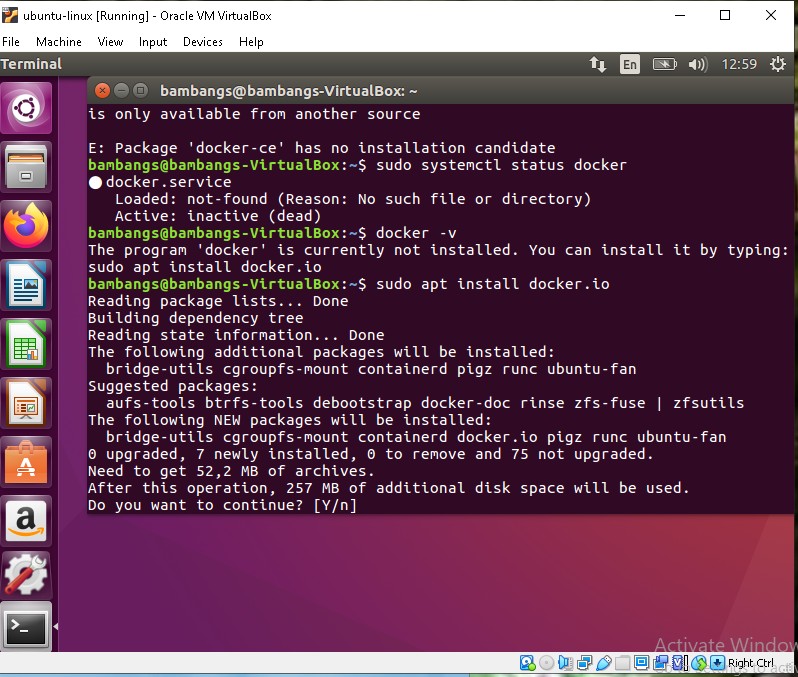 ubuntu-linux [Running] - Oracle VM VirtualBox
File Machine View Input Devices Help
Terminal En 12:59
bambangs@bambangs-VirtualBox: ~
is only available from another source
E: Package 'docker-ce' has no installation candidate
bambangs@bambangs-VirtualBox:~$ sudo systemctl status docker
● docker.service
Loaded: not-found (Reason: No such file or directory)
Active: inactive (dead)
bambangs@bambangs-VirtualBox:~$ docker -v
The program 'docker' is currently not installed. You can install it by typing:
sudo apt install docker.io
bambangs@bambangs-VirtualBox:~$ sudo apt install docker.io
Reading package lists... Done
Building dependency tree
Reading state information... Done
The following additional packages will be installed:
bridge-utils cgroupfs-mount containerd pigz runc ubuntu-fan
Suggested packages:
aufs-tools btrfs-tools debootstrap docker-doc rinse zfs-fuse | zfsutils
The following NEW packages will be installed:
bridge-utils cgroupfs-mount containerd docker.io pigz runc ubuntu-fan
0 upgraded, 7 newly installed, 0 to remove and 75 not upgraded.
Need to get 52,2 MB of archives.
After this operation, 257 MB of additional disk space will be used.
Do you want to continue? [Y/n]
Activate Window
Right Ctrl